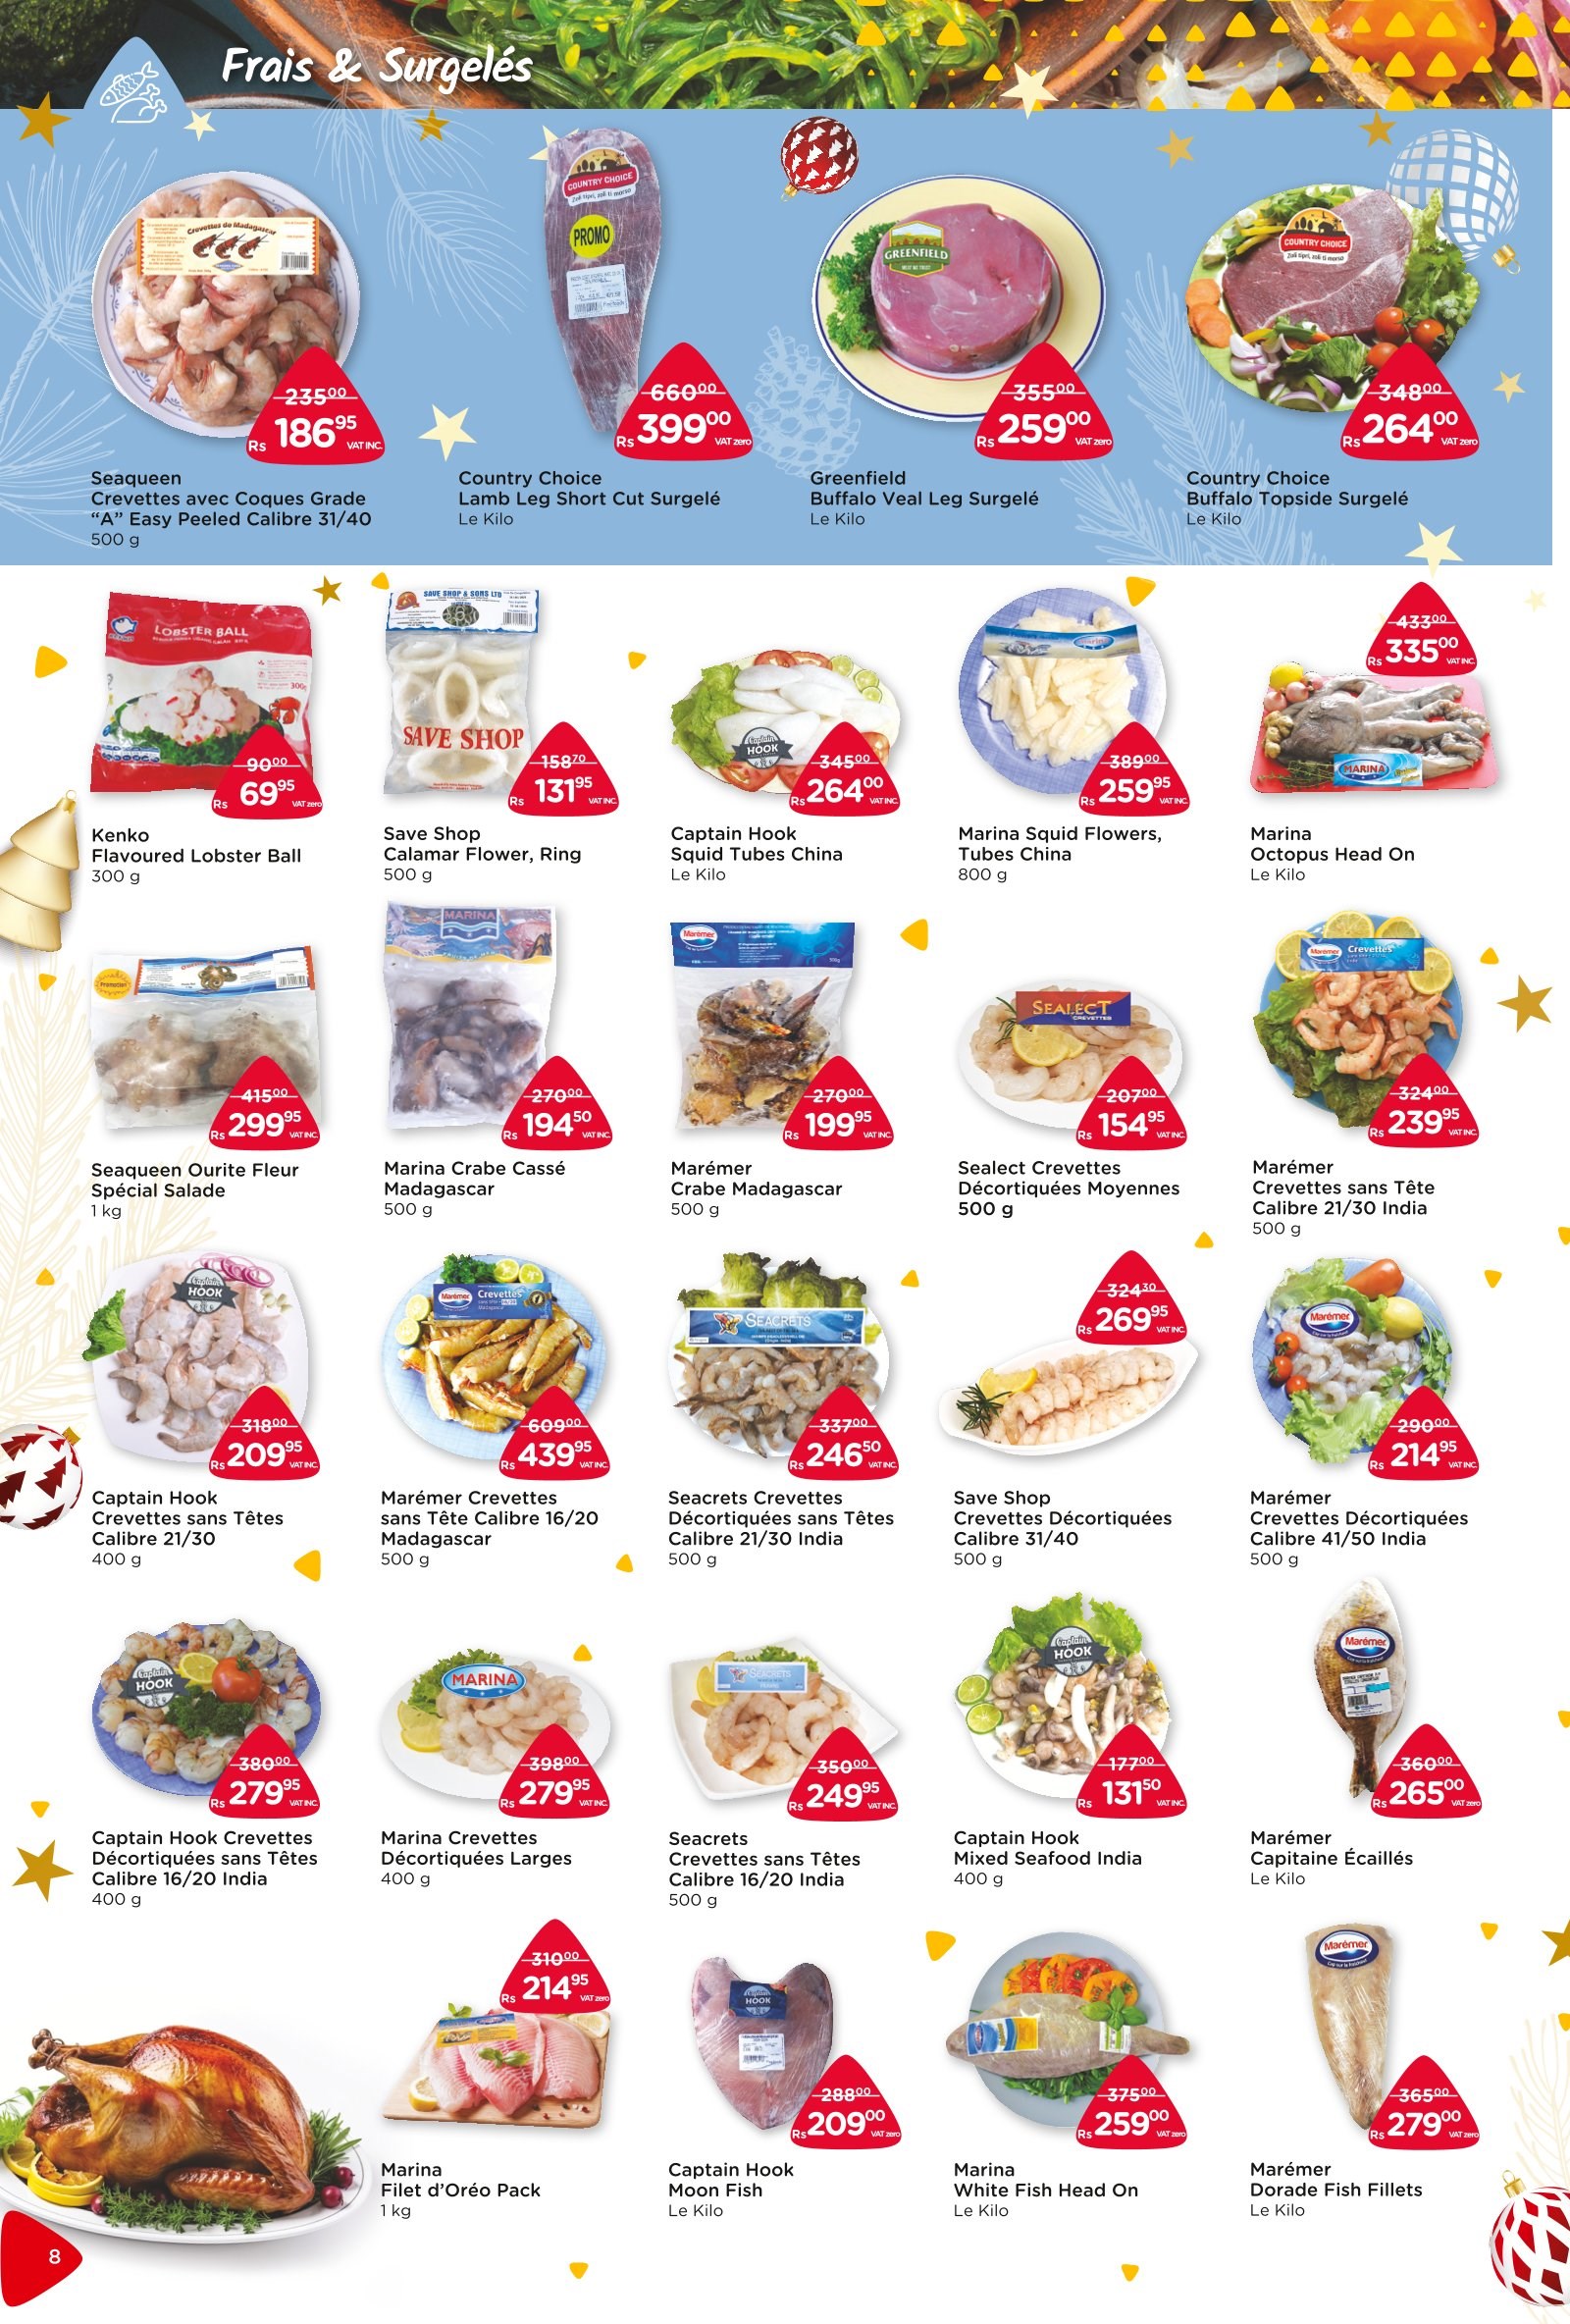 Frais & Surgelés
Crevettes de Madagascar
COUNTRY CHOICE
Zoli tipri, zoli ti morso
PROMO
GREENFIELD
COUNTRY CHOICE
Zoli tipri, zoli ti morso
235 00
Rs 186 95 VAT INC.
660 00
Rs 399 00 VAT zero
355 00
Rs 259 00 VAT zero
348 00
Rs 264 00 VAT zero
Seaqueen
Crevettes avec Coques Grade
“A” Easy Peeled Calibre 31/40
500 g
Country Choice
Lamb Leg Short Cut Surgelé
Le Kilo
Greenfield
Buffalo Veal Leg Surgelé
Le Kilo
Country Choice
Buffalo Topside Surgelé
Le Kilo
LOBSTER BALL
300g
90 00
Rs 69 95 VAT zero
Kenko
Flavoured Lobster Ball
300 g
SAVE SHOP & SONS LTD
SAVE SHOP
158 70
Rs 131 95 VAT INC.
Save Shop
Calamar Flower, Ring
500 g
Captain
HOOK
345 00
Rs 264 00 VAT INC.
Captain Hook
Squid Tubes China
Le Kilo
389 00
Rs 259 95 VAT INC.
Marina Squid Flowers,
Tubes China
800 g
433 00
Rs 335 00 VAT INC.
MARINA
Marina
Octopus Head On
Le Kilo
415 00
Rs 299 95 VAT INC.
Seaqueen Ourite Fleur
Spécial Salade
1 kg
MARINA
270 00
Rs 194 50 VAT INC.
Marina Crabe Cassé
Madagascar
500 g
Marémer
270 00
Rs 199 95 VAT INC.
Marémer
Crabe Madagascar
500 g
SEALECT
CREVETTES
207 00
Rs 154 95 VAT INC.
Sealect Crevettes
Décortiquées Moyennes
500 g
Marémer Crevettes
324 00
Rs 239 95 VAT INC.
Marémer
Crevettes sans Tête
Calibre 21/30 India
500 g
Captain
HOOK
318 00
Rs 209 95 VAT INC.
Captain Hook
Crevettes sans Têtes
Calibre 21/30
400 g
Marémer Crevettes
609 00
Rs 439 95 VAT INC.
Marémer Crevettes
sans Tête Calibre 16/20
Madagascar
500 g
SEACRETS
337 00
Rs 246 50 VAT INC.
Seacrets Crevettes
Décortiquées sans Têtes
Calibre 21/30 India
500 g
324 30
Rs 269 95 VAT INC.
Save Shop
Crevettes Décortiquées
Calibre 31/40
500 g
Marémer
290 00
Rs 214 95 VAT INC.
Marémer
Crevettes Décortiquées
Calibre 41/50 India
500 g
Captain
HOOK
380 00
Rs 279 95 VAT INC.
Captain Hook Crevettes
Décortiquées sans Têtes
Calibre 16/20 India
400 g
MARINA
398 00
Rs 279 95 VAT INC.
Marina Crevettes
Décortiquées Larges
400 g
SEACRETS
350 00
Rs 249 95 VAT INC.
Seacrets
Crevettes sans Têtes
Calibre 16/20 India
500 g
Captain
HOOK
177 00
Rs 131 50 VAT INC.
Captain Hook
Mixed Seafood India
400 g
Marémer
360 00
Rs 265 00 VAT zero
Marémer
Capitaine Écaillés
Le Kilo
310 00
Rs 214 95 VAT zero
Marina
Filet d’Oréo Pack
1 kg
Captain
HOOK
288 00
Rs 209 00 VAT zero
Captain Hook
Moon Fish
Le Kilo
375 00
Rs 259 00 VAT zero
Marina
White Fish Head On
Le Kilo
Marémer
365 00
Rs 279 00 VAT zero
Marémer
Dorade Fish Fillets
Le Kilo
8